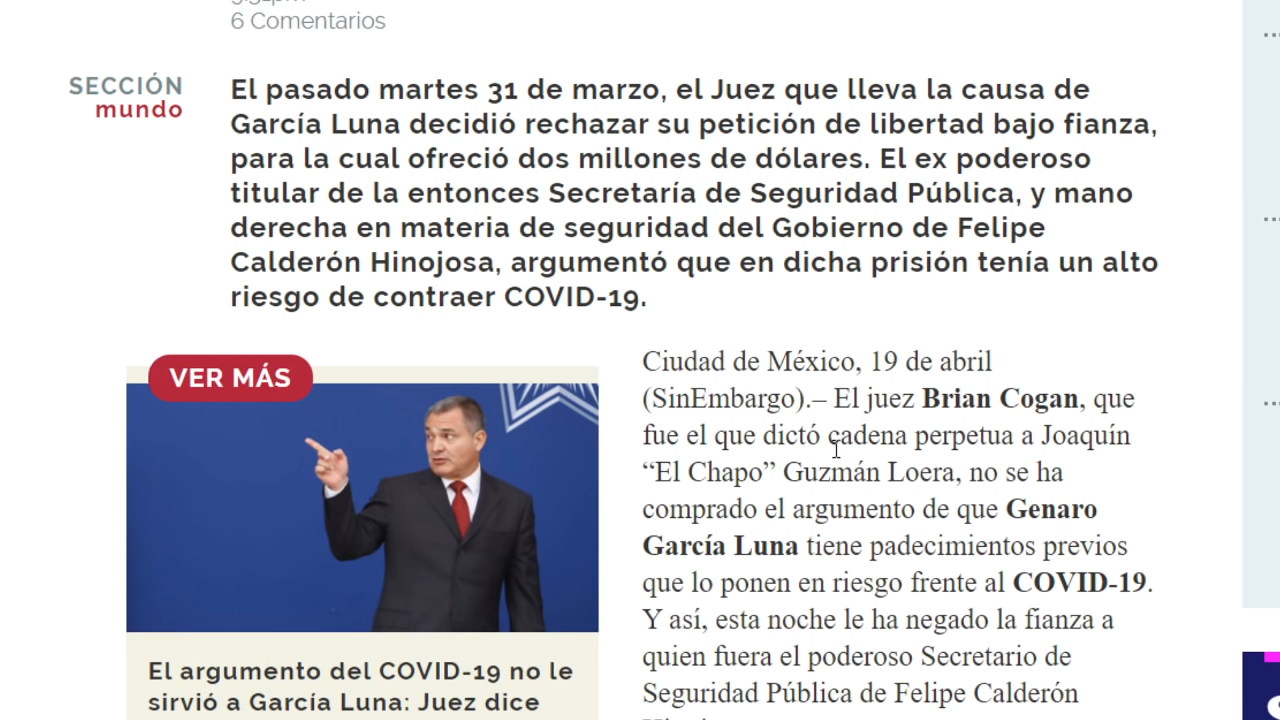 6 Comentarios
SECCIÓN
mundo
El pasado martes 31 de marzo, el Juez que lleva la causa de
García Luna decidió rechazar su petición de libertad bajo fianza,
para la cual ofreció dos millones de dólares. El ex poderoso
titular de la entonces Secretaría de Seguridad Pública, y mano
derecha en materia de seguridad del Gobierno de Felipe
Calderón Hinojosa, argumentó que en dicha prisión tenía un alto
riesgo de contraer COVID-19.
VER MÁS
El argumento del COVID-19 no le
sirvió a García Luna: Juez dice
Ciudad de México, 19 de abril
(SinEmbargo).– El juez Brian Cogan, que
fue el que dictó cadena perpetua a Joaquín
“El Chapo” Guzmán Loera, no se ha
comprado el argumento de que Genaro
García Luna tiene padecimientos previos
que lo ponen en riesgo frente al COVID-19.
Y así, esta noche le ha negado la fianza a
quien fuera el poderoso Secretario de
Seguridad Pública de Felipe Calderón